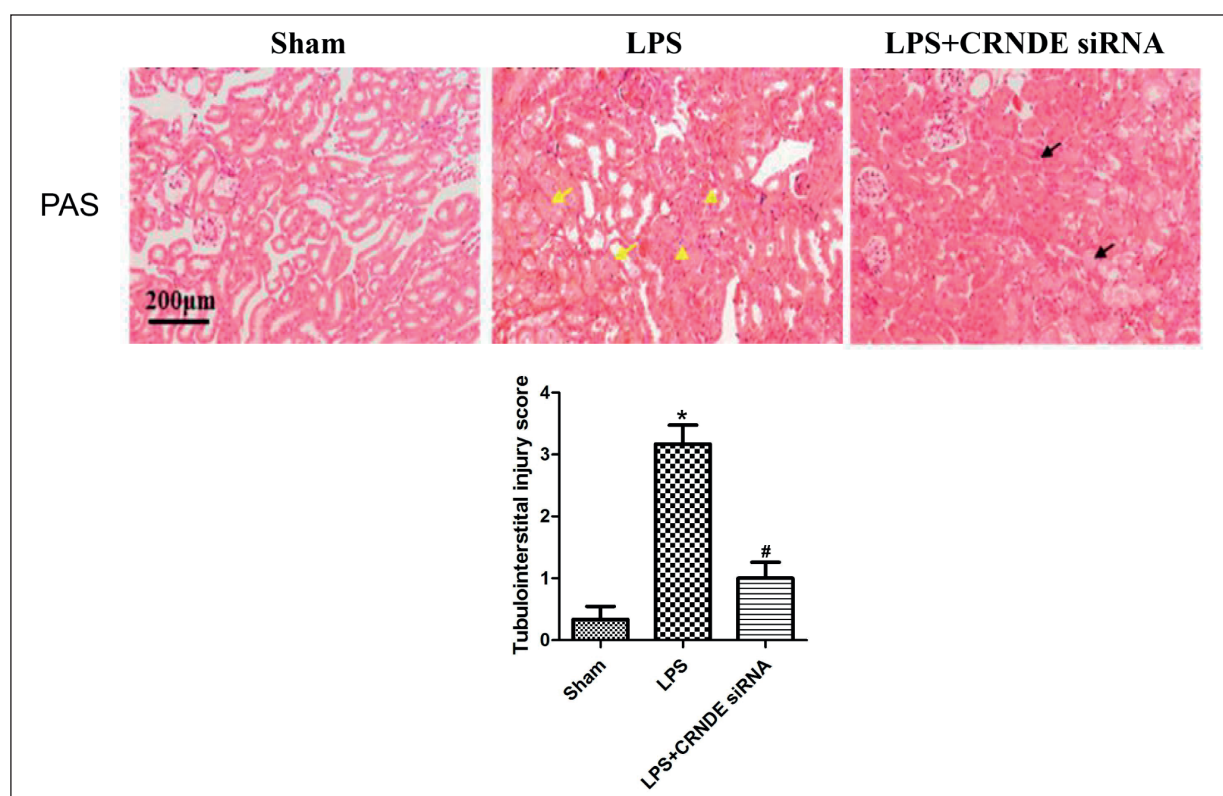 Sham
LPS
LPS+CRNDE siRNA
PAS
200μm
Tubulointerstital injury score
4
3
2
1
0
*
#
Sham
LPS
LPS+CRNDE siRNA